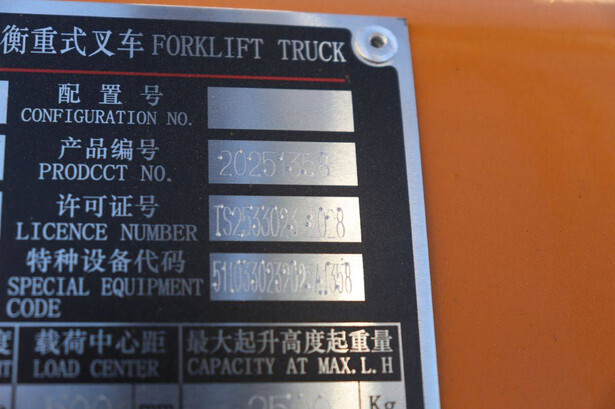 衡重式叉车 FORKLIFT TRUCK
配置号
CONFIGURATION NO.
产品编号
PRODCCT NO.
许可证号
LICENCE NUMBER
特种设备代码
SPECIAL EQUIPMENT
CODE
载荷中心距 最大起升高度起重量
LOAD CENTER CAPACITY AT MAX. L. H
Kg